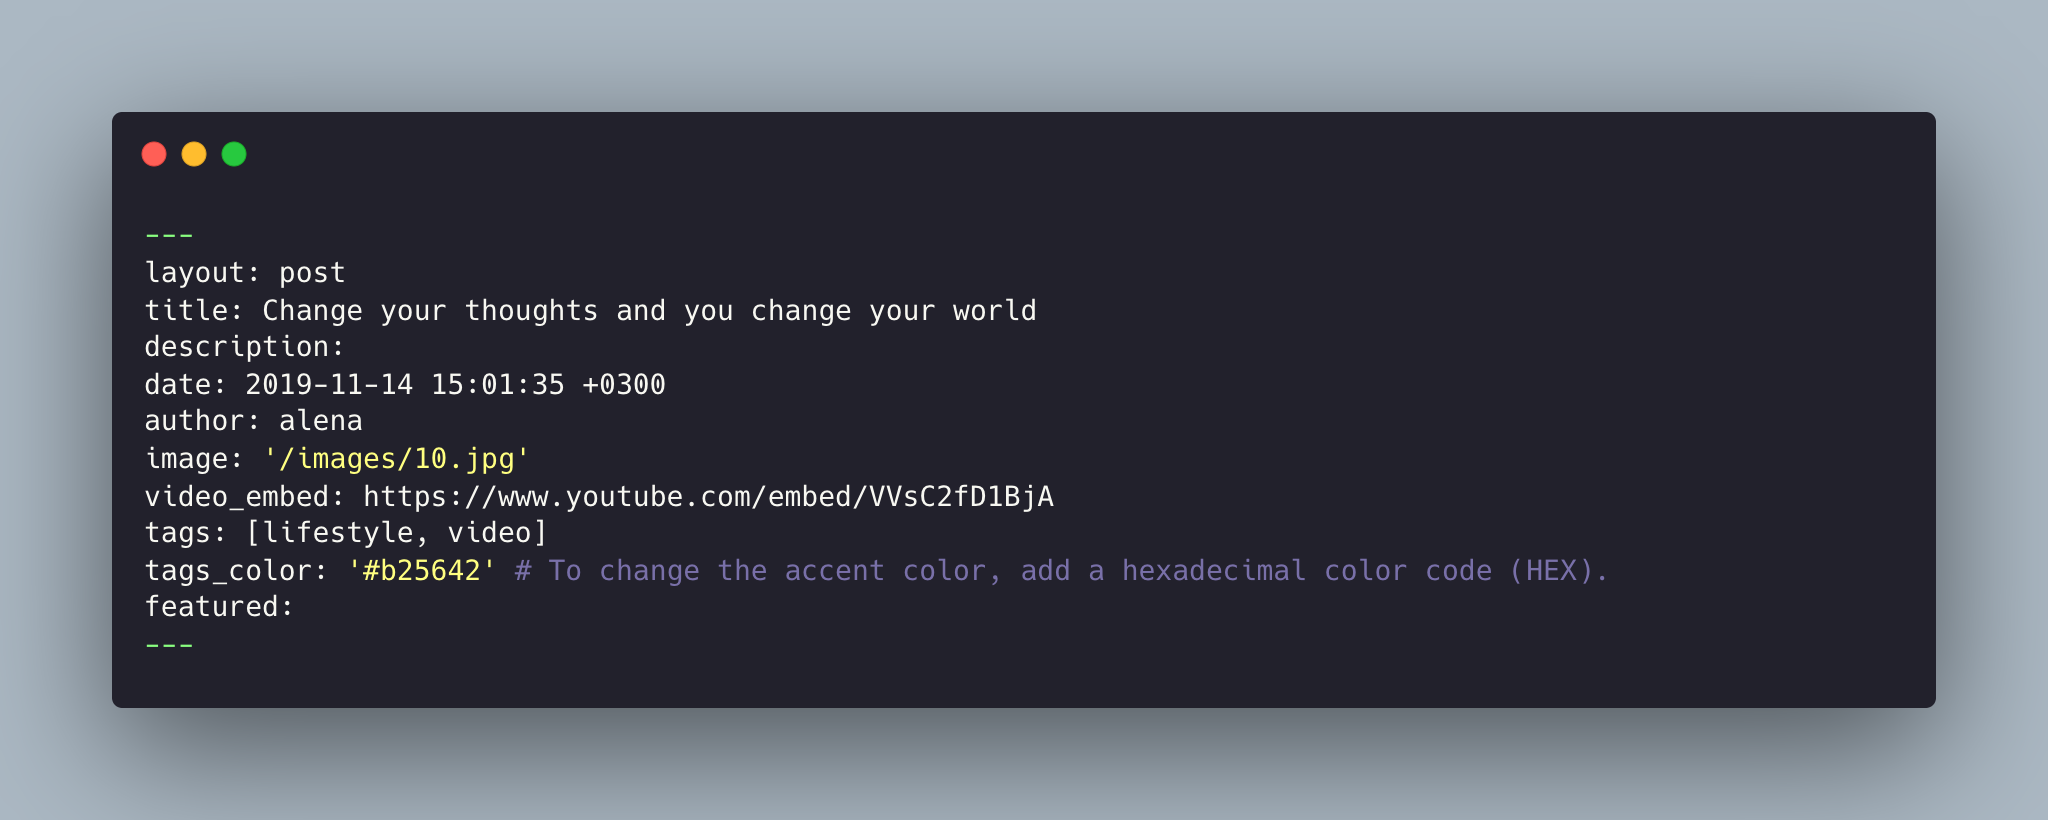 ---
layout: post
title: Change your thoughts and you change your world
description:
date: 2019-11-14 15:01:35 +0300
author: alena
image: '/images/10.jpg'
video_embed: https://www.youtube.com/embed/VVsC2fD1BjA
tags: [lifestyle, video]
tags_color: '#b25642' # To change the accent color, add a hexadecimal color code (HEX).
featured:
---